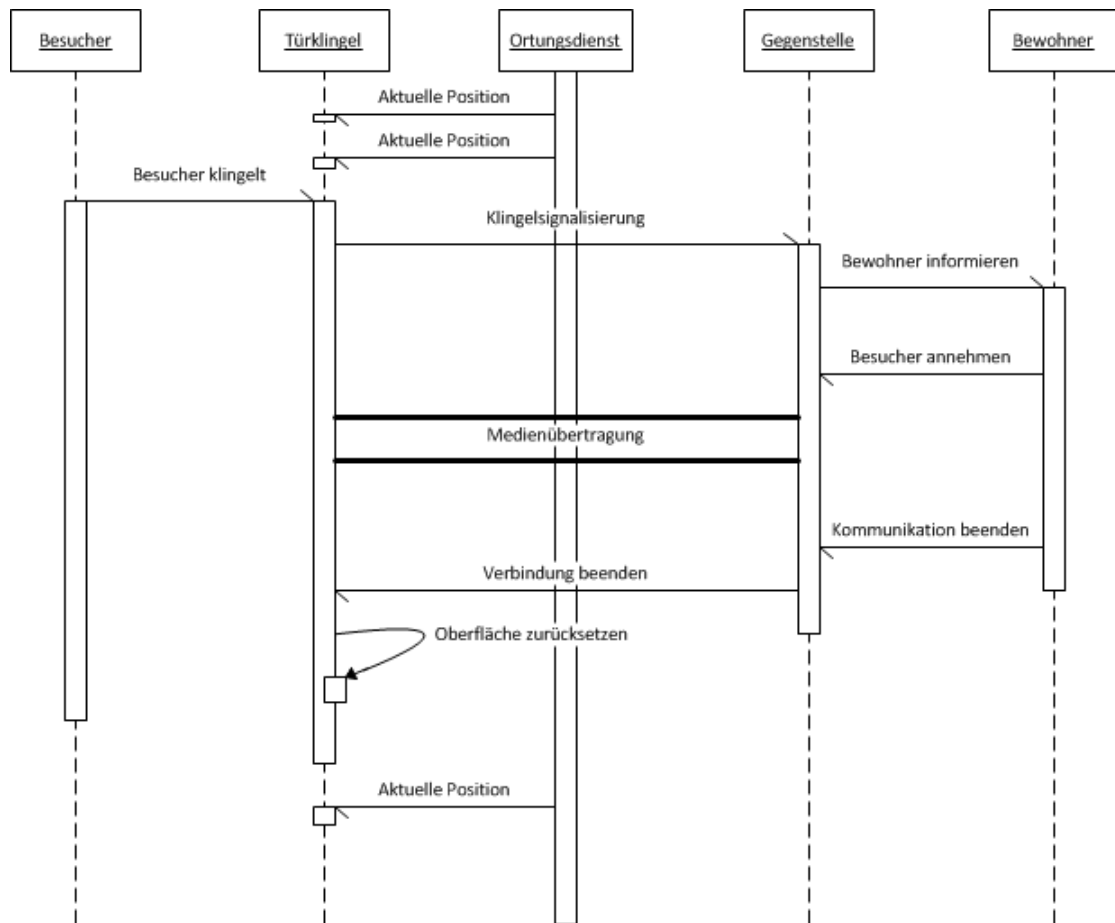 Besucher
Türklingel
Ortungsdienst
Gegenstelle
Bewohner
Aktuelle Position
Aktuelle Position
Besucher klingelt
Klingelsignalisierung
Bewohner informieren
Besucher annehmen
Medienübertragung
Kommunikation beenden
Verbindung beenden
Oberfläche zurücksetzen
Aktuelle Position